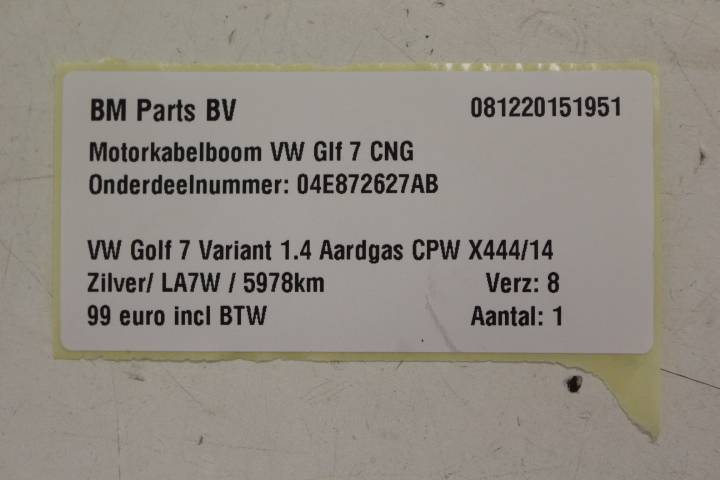 BM Parts BV 081220151951
Motorkabelboom VW Glf 7 CNG
Onderdeelnummer: 04E872627AB
VW Golf 7 Variant 1.4 Aardgas CPW X444/14
Zilver/ LA7W / 5978km Verz: 8
99 euro incl BTW Aantal: 1